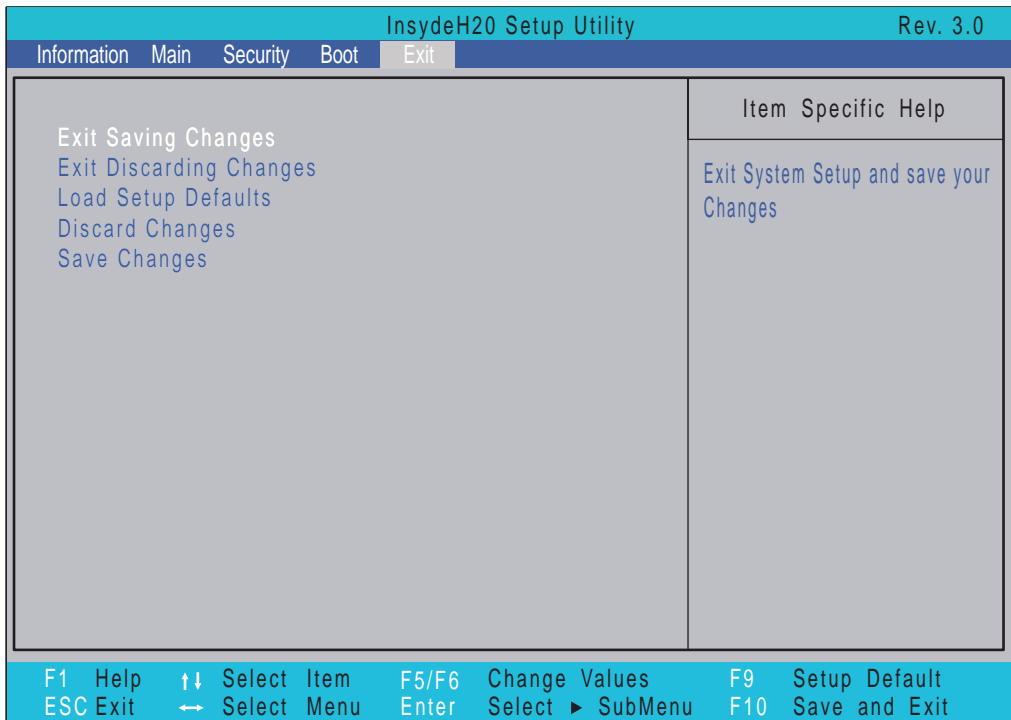 InsydeH20 Setup Utility Rev. 3.0
Information Main Security Boot Exit
Exit Saving Changes
Exit Discarding Changes
Load Setup Defaults
Discard Changes
Save Changes
Item Specific Help
Exit System Setup and save your
Changes
F1 Help ↑↓ Select Item F5/F6 Change Values F9 Setup Default
ESC Exit ↔ Select Menu Enter Select ► SubMenu F10 Save and Exit